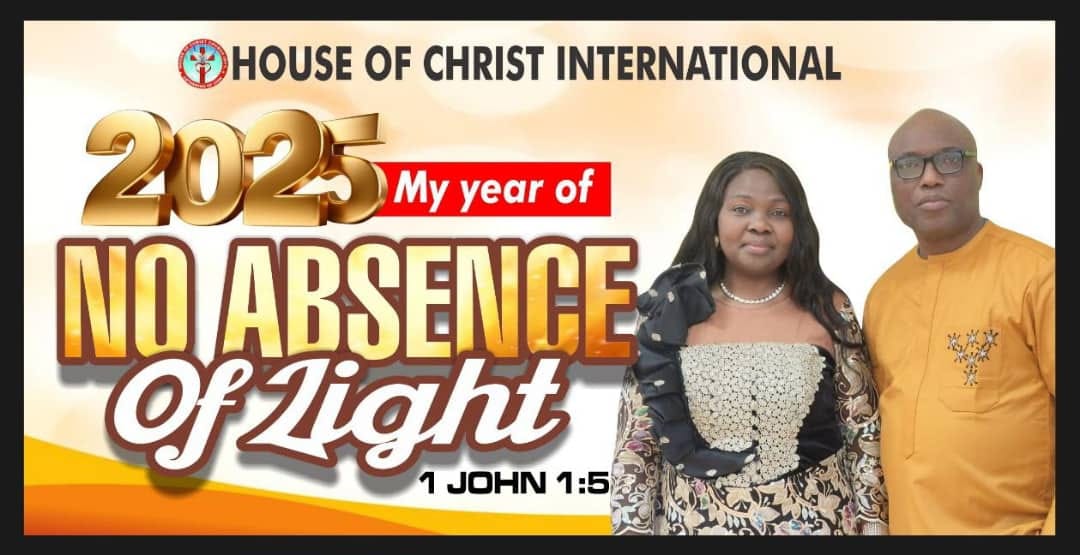 HOUSE OF CHRIST INTERNATIONAL
2025 My year of
NO ABSENCE
Of Light
1 JOHN 1:5